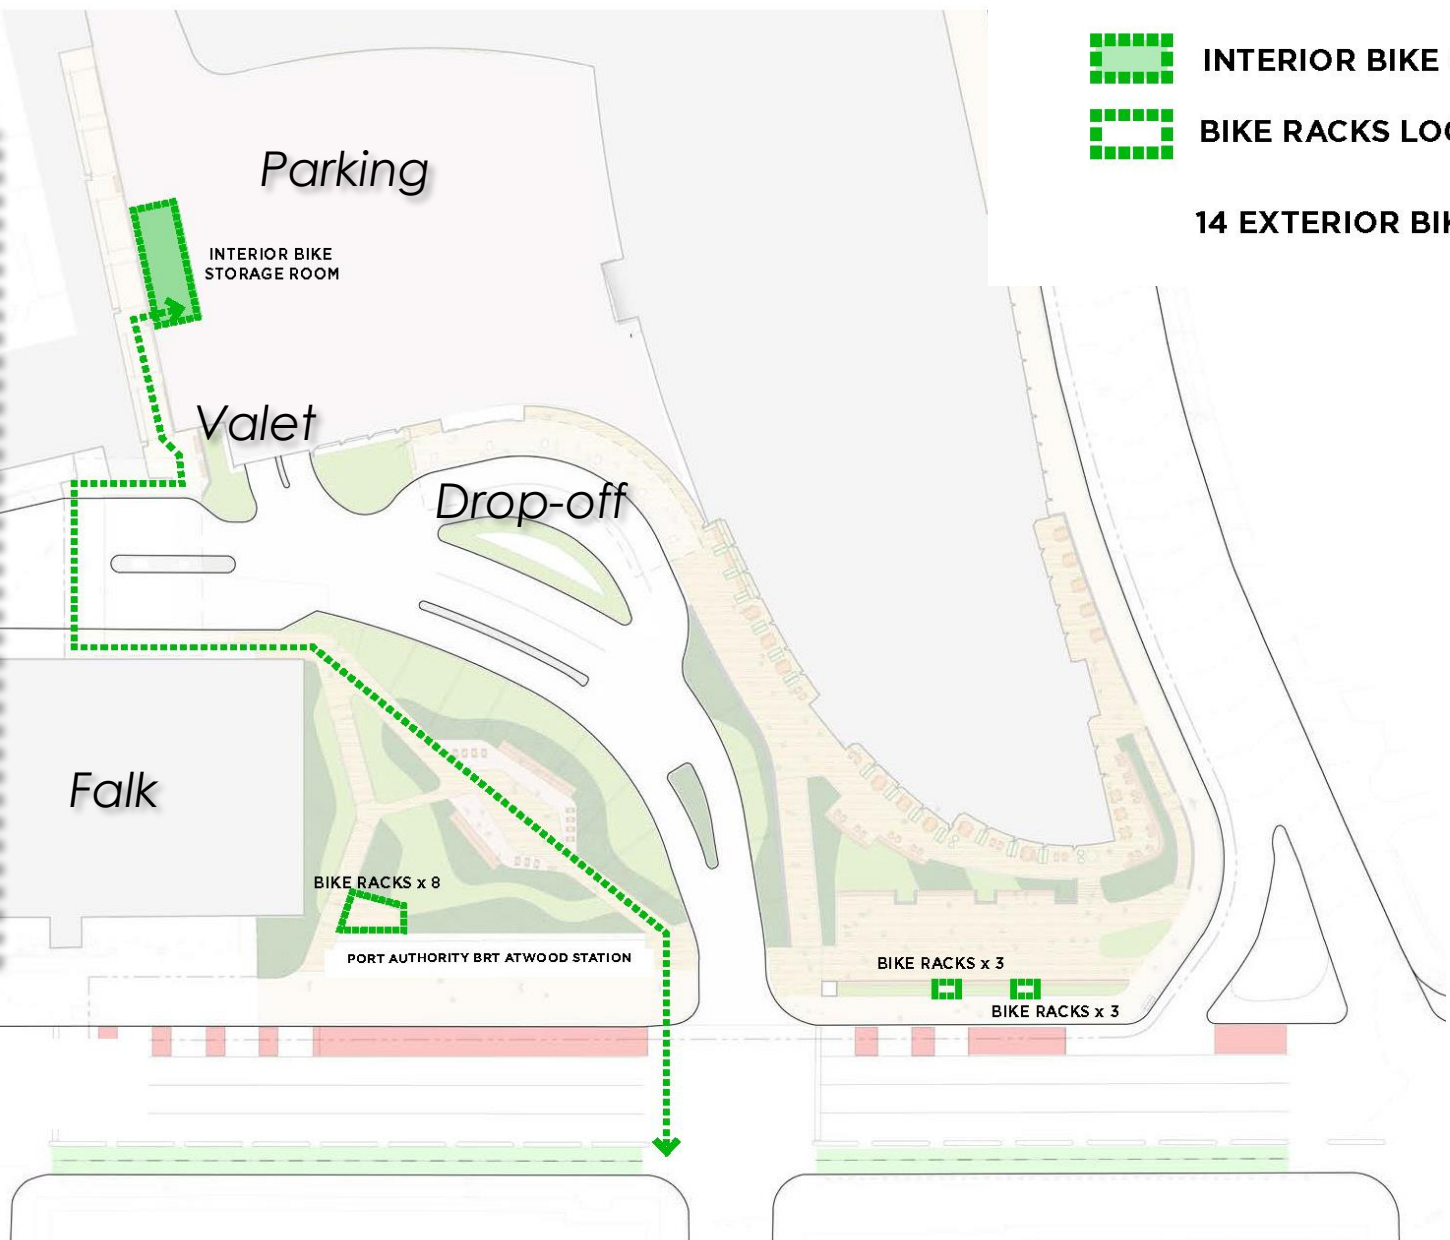 INTERIOR BIKE
BIKE RACKS LOC
14 EXTERIOR BIK
Parking
INTERIOR BIKE
STORAGE ROOM
Valet
Drop-off
Falk
BIKE RACKS x 8
PORT AUTHORITY BRT ATWOOD STATION
BIKE RACKS x 3
BIKE RACKS x 3